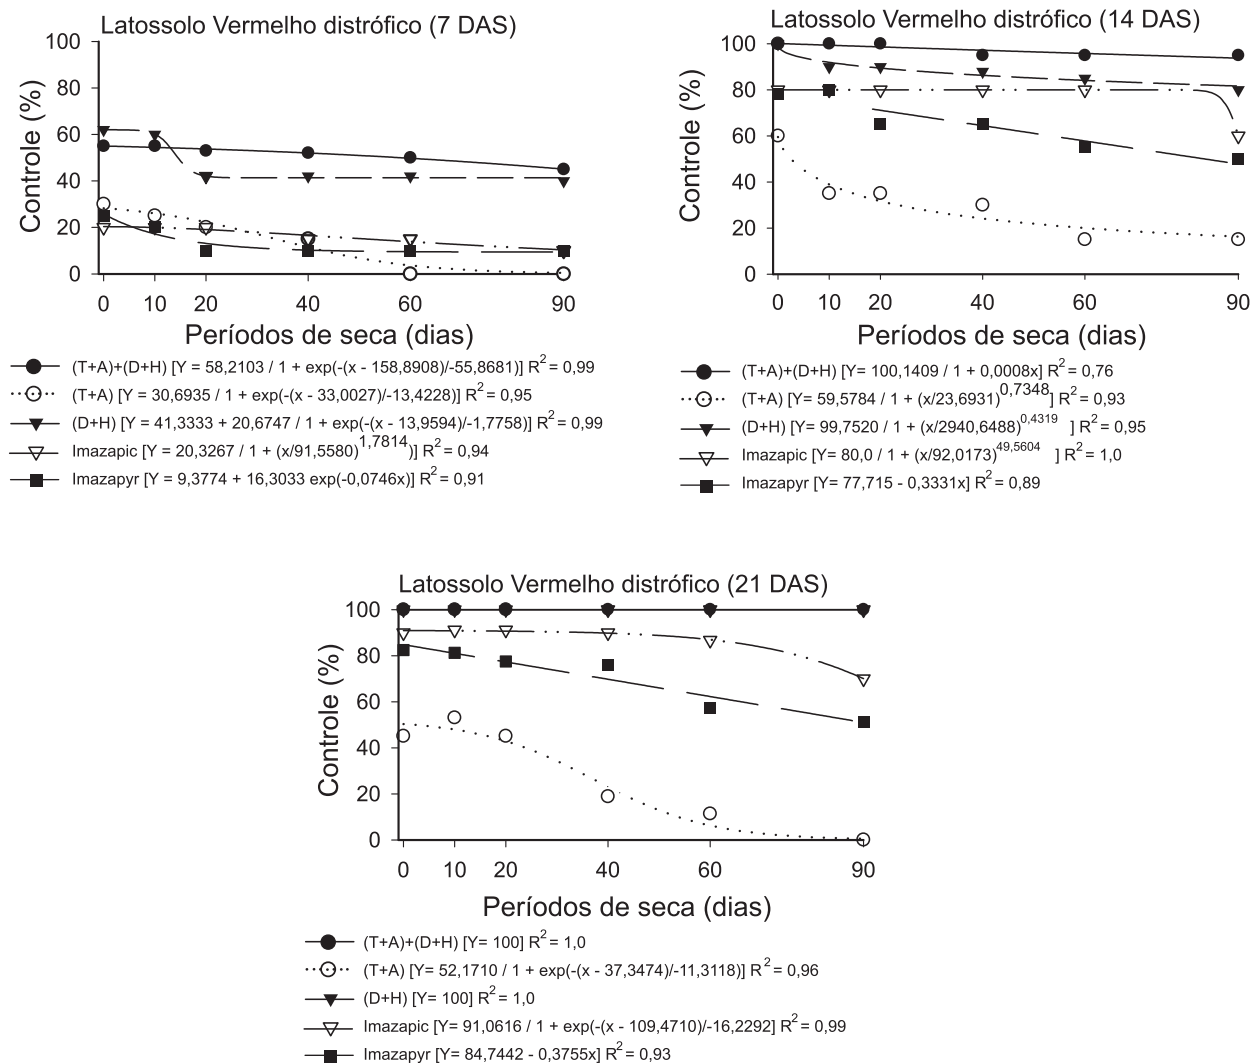 Latossolo Vermelho distrófico (7 DAS)
100
80
60
40
20
0
Controle (%)
0 10 20 40 60 90
Períodos de seca (dias)
(T+A)+(D+H) [Y = 58,2103 / 1 + exp(-(x - 158,8908)/-55,8681)] R2 = 0,99
(T+A) [Y = 30,6935 / 1 + exp(-(x - 33,0027)/-13,4228)] R2 = 0,95
(D+H) [Y = 41,3333 + 20,6747 / 1 + exp(-(x - 13,9594)/-1,7758)] R2 = 0,99
Imazapic [Y = 20,3267 / 1 + (x/91,5580)1,7814)] R2 = 0,94
Imazapyr [Y = 9,3774 + 16,3033 exp(-0,0746x)] R2 = 0,91
Latossolo Vermelho distrófico (14 DAS)
100
80
60
40
20
0
Controle (%)
0 10 20 40 60 90
Períodos de seca (dias)
(T+A)+(D+H) [Y= 100,1409 / 1 + 0,0008x] R2 = 0,76
(T+A) [Y= 59,5784 / 1 + (x/23,6931)0,7348] R2 = 0,93
(D+H) [Y= 99,7520 / 1 + (x/2940,6488)0,4319 ] R2 = 0,95
Imazapic [Y= 80,0 / 1 + (x/92,0173)49,5604 ] R2 = 1,0
Imazapyr [Y= 77,715 - 0,3331x] R2 = 0,89
Latossolo Vermelho distrófico (21 DAS)
100
80
60
40
20
0
Controle (%)
0 10 20 40 60 90
Períodos de seca (dias)
(T+A)+(D+H) [Y= 100] R2 = 1,0
(T+A) [Y= 52,1710 / 1 + exp(-(x - 37,3474)/-11,3118)] R2 = 0,96
(D+H) [Y= 100] R2 = 1,0
Imazapic [Y= 91,0616 / 1 + exp(-(x - 109,4710)/-16,2292] R2 = 0,99
Imazapyr [Y= 84,7442 - 0,3755x] R2 = 0,93